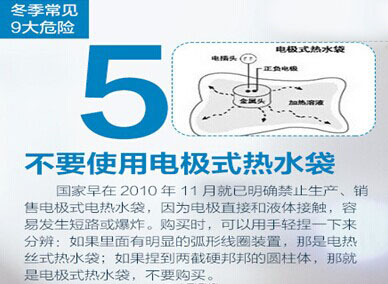 冬季常见
9大危险
5
电极式热水袋
电插头
正负电极
金属头
加热溶液
不要使用电极式热水袋
国家早在 2010 年 11 月就已明确禁止生产、销
售电极式电热水袋,因为电极直接和液体接触,容
易发生短路或爆炸。购买时,可以用手轻捏一下来
分辨:如果里面有明显的弧形线圈装置,那是电热
丝式热水袋;如果捏到两截硬邦邦的圆柱体,那就
是电极式热水袋,不要购买。